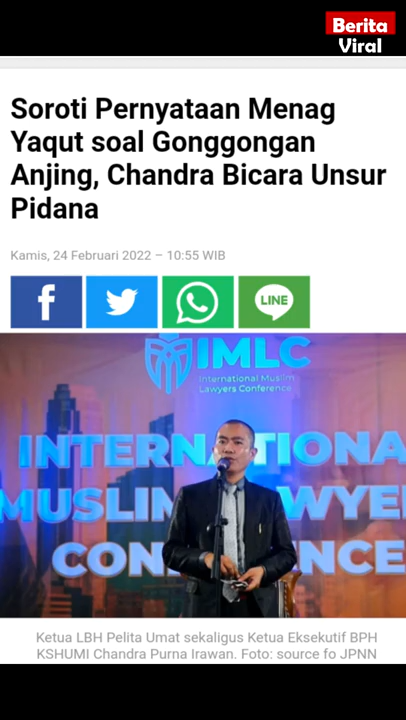 Berita
Viral
Soroti Pernyataan Menag
Yaqut soal Gonggongan
Anjing, Chandra Bicara Unsur
Pidana
Kamis, 24 Februari 2022 – 10:55 WIB
LINE
IMLC
International Muslim
Lawyers Conference
INTERNATIONA
MUSLIM LAWYE
CON NCE
Ketua LBH Pelita Umat sekaligus Ketua Eksekutif BPH
KSHUMI Chandra Purna Irawan. Foto: source fo JPNN